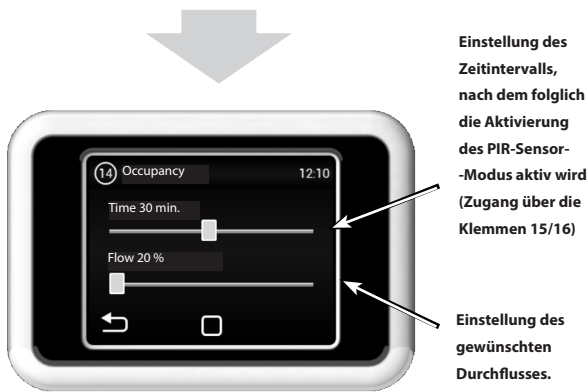 Einstellung des
Zeitintervalls,
nach dem folglich
die Aktivierung
des PIR-Sensor-
-Modus aktiv wird
(Zugang über die
Klemmen 15/16)
14 Occupancy 12:10
Time 30 min.
Flow 20 %
Einstellung des
gewünschten
Durchflusses.